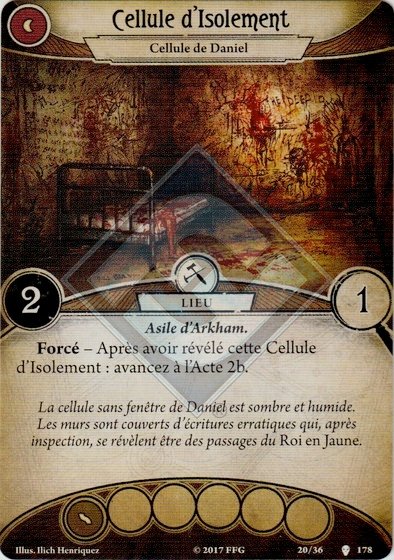 Cellule d'Isolement
Cellule de Daniel
2
LIEU
1
Asile d'Arkham.
Forcé – Après avoir révélé cette Cellule
d'Isolement : avancez à l'Acte 2b.
La cellule sans fenêtre de Daniel est sombre et humide.
Les murs sont couverts d'écritures erratiques qui, après
inspection, se révèlent être des passages du Roi en Jaune.
Illus. Ilich Henriquez
© 2017 FFG
20/36
178